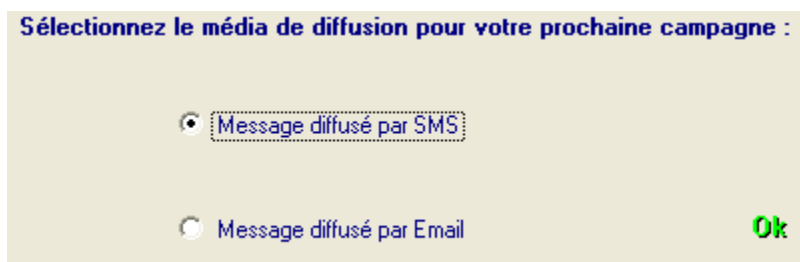 Sélectionnez le média de diffusion pour votre prochaine campagne :
Message diffusé par SMS
Message diffusé par Email
Ok